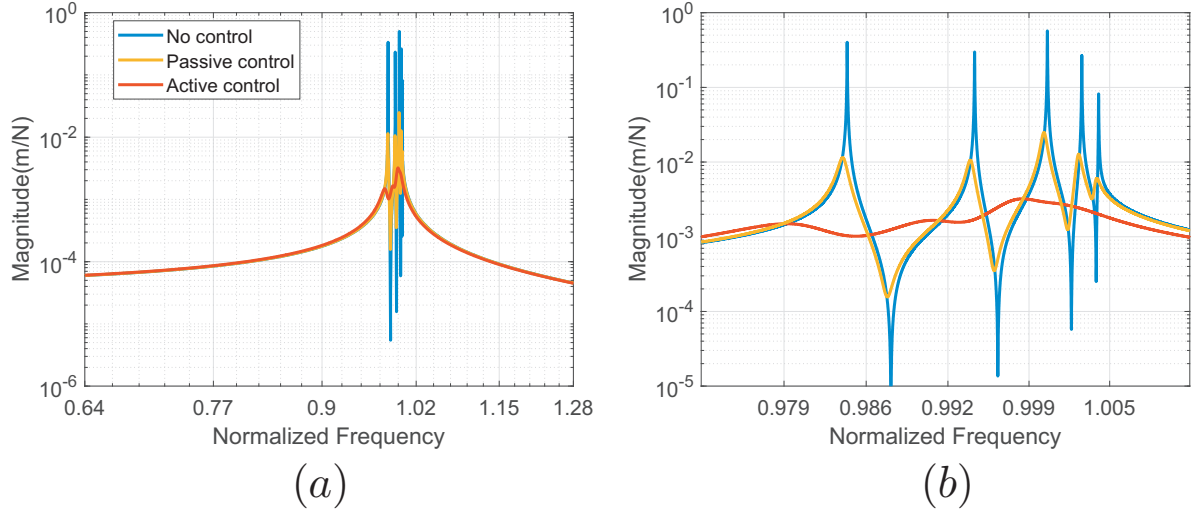 10^0
10^-2
10^-4
10^-6
Magnitude(m/N)
No control
Passive control
Active control
0.64
0.77
0.9
1.02
1.15
1.28
Normalized Frequency
(a)
10^0
10^-1
10^-2
10^-3
10^-4
10^-5
Magnitude(m/N)
0.979
0.986
0.992
0.999
1.005
Normalized Frequency
(b)